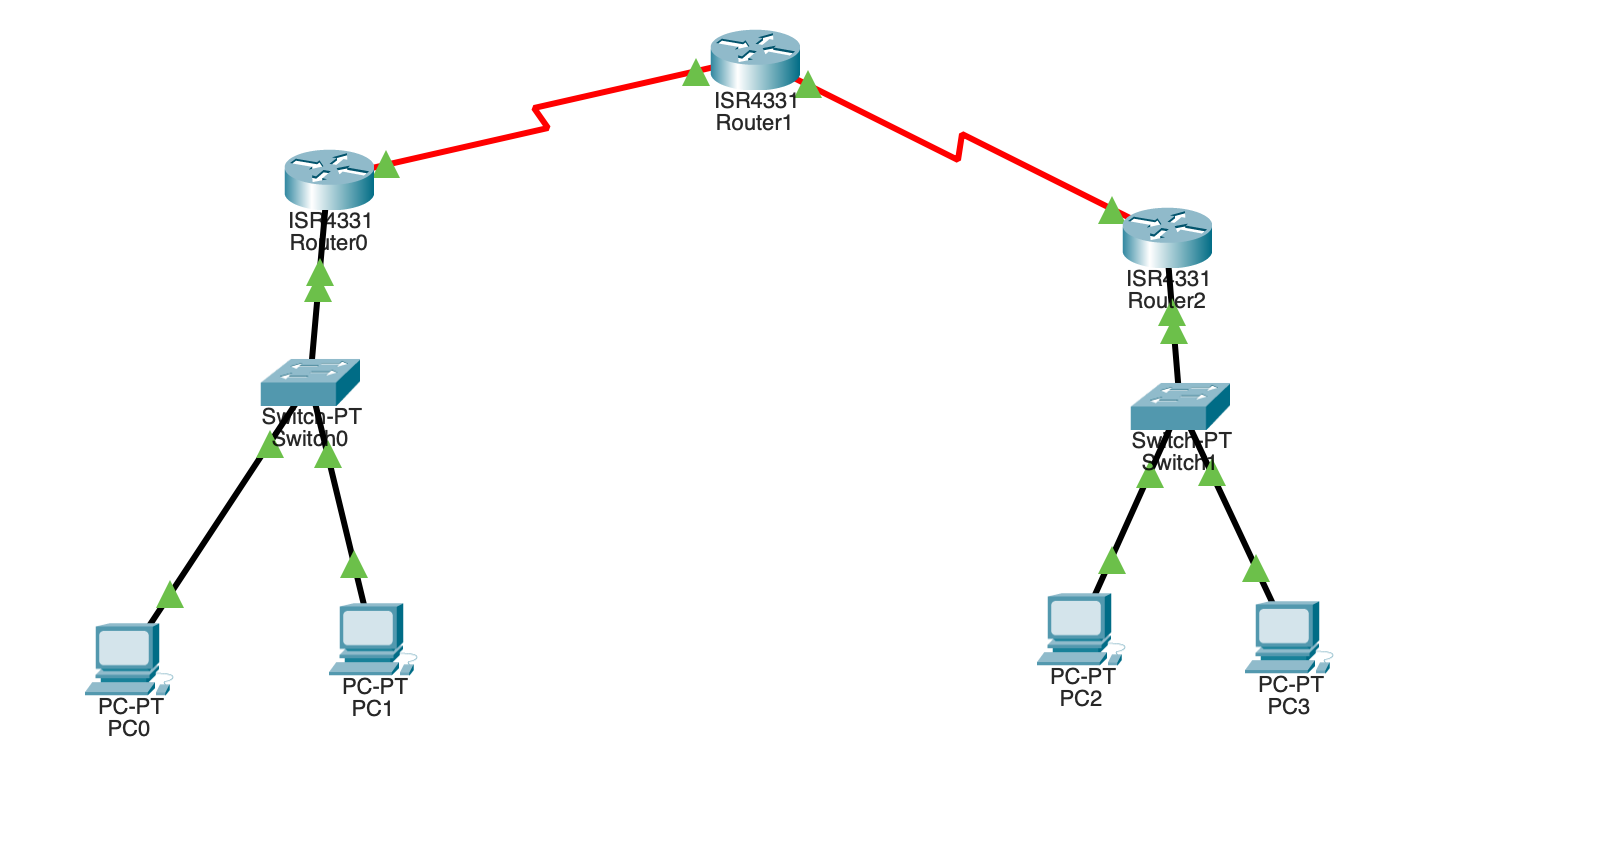 ISR4331
Router1
ISR4331
Router0
ISR4331
Router2
Switch-PT
Switch0
Switch-PT
Switch1
PC-PT
PC0
PC-PT
PC1
PC-PT
PC2
PC-PT
PC3